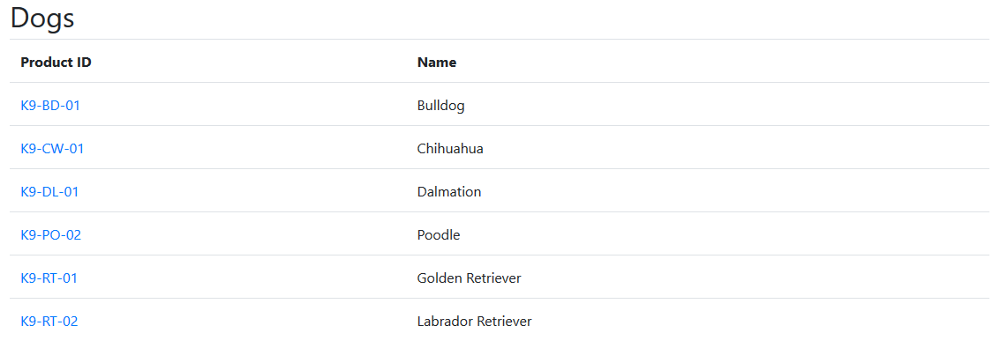 Dogs
Product ID Name
K9-BD-01 Bulldog
K9-CW-01 Chihuahua
K9-DL-01 Dalmation
K9-PO-02 Poodle
K9-RT-01 Golden Retriever
K9-RT-02 Labrador Retriever